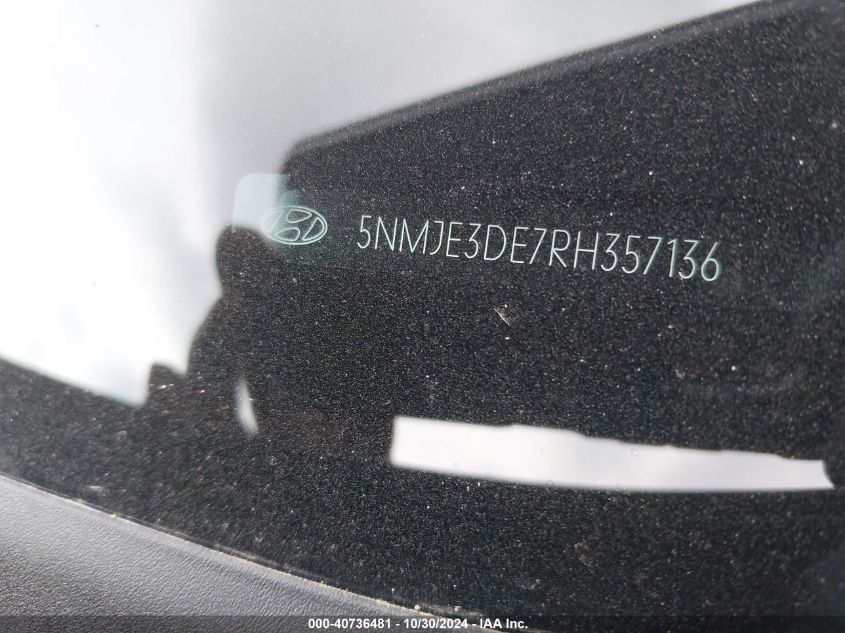 5NMJE3DE7RH357136
000-40736481 - 10/30/2024 - IAA Inc.